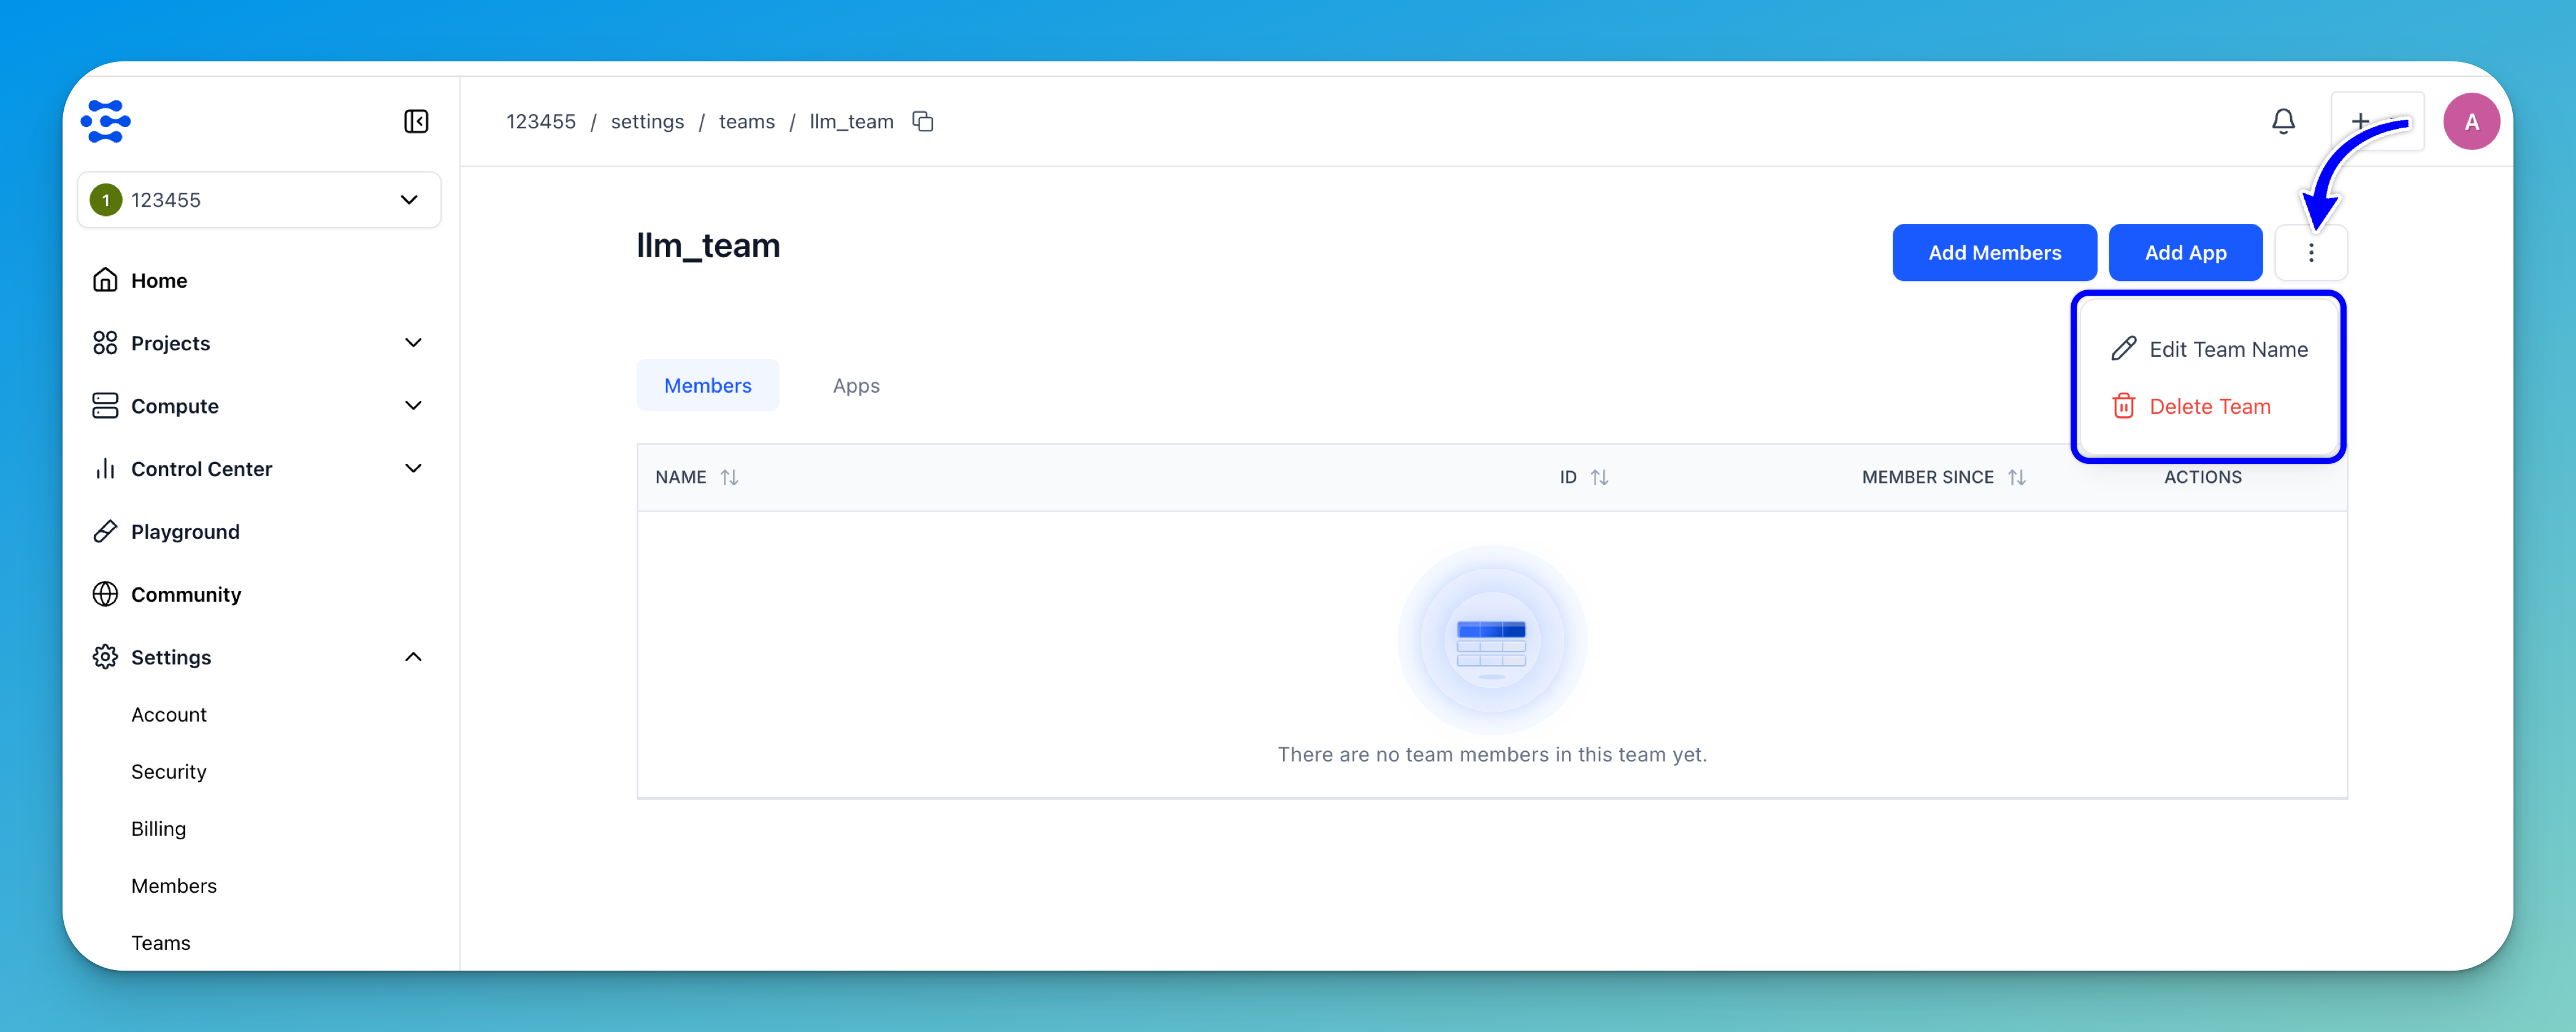 123455 / settings / teams / llm_team
A
1 123455
Home
Projects
Compute
Control Center
Playground
Community
Settings
Account
Security
Billing
Members
Teams
llm_team
Add Members
Add App
Edit Team Name
Delete Team
Members
Apps
NAME ID MEMBER SINCE ACTIONS
There are no team members in this team yet.